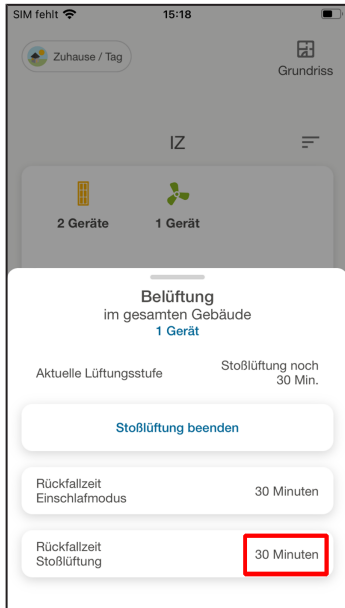 SIM fehlt 15:18
Zuhause / Tag
Grundriss
IZ
2 Geräte 1 Gerät
Belüftung
im gesamten Gebäude
1 Gerät
Aktuelle Lüftungsstufe
Stoßlüftung noch
30 Min.
Stoßlüftung beenden
Rückfallzeit
Einschlafmodus
30 Minuten
Rückfallzeit
Stoßlüftung
30 Minuten